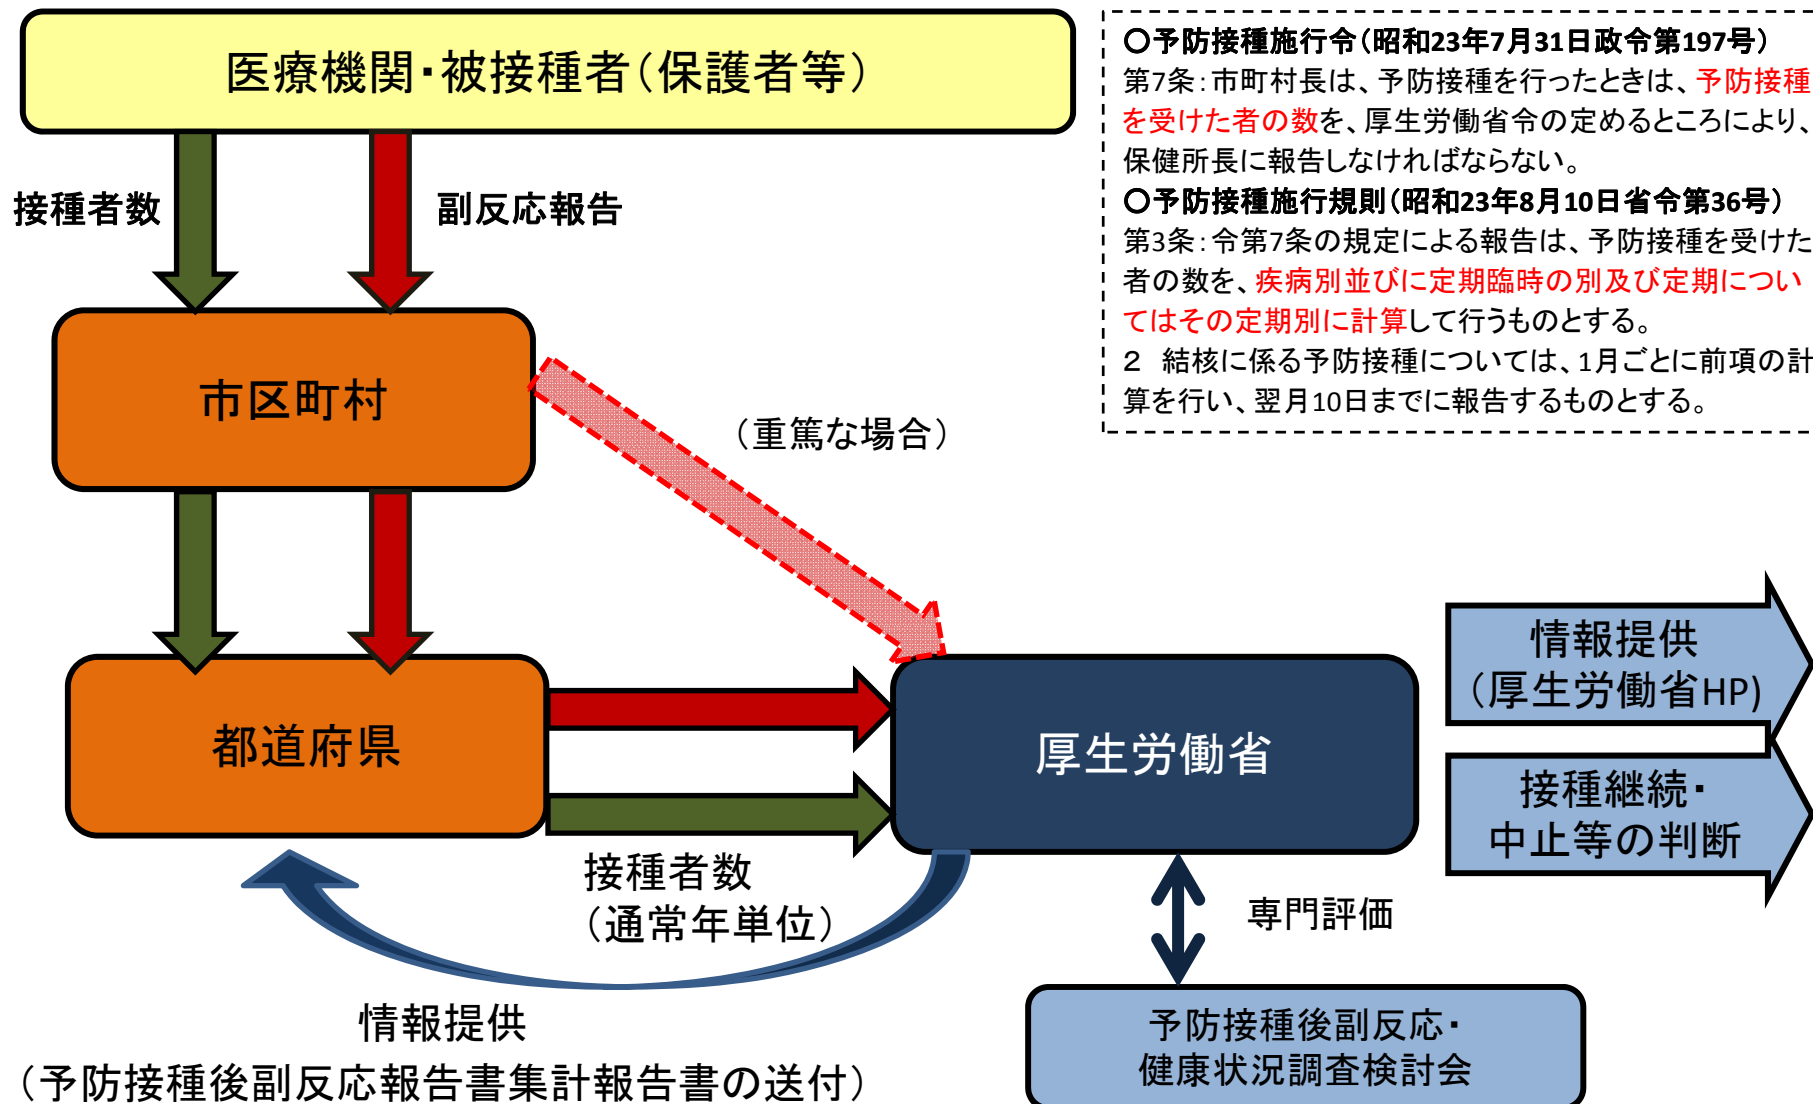 医療機関・被接種者（保護者等）
○予防接種施行令（昭和23年7月31日政令第197号）
第7条：市町村長は、予防接種を行ったときは、予防接種
を受けた者の数を、厚生労働省令の定めるところにより、
保健所長に報告しなければならない。
○予防接種施行規則（昭和23年8月10日省令第36号）
第3条：令第7条の規定による報告は、予防接種を受けた
者の数を、疾病別並びに定期臨時の別及び定期につい
てはその定期別に計算して行うものとする。
２　結核に係る予防接種については、1月ごとに前項の計
算を行い、翌月10日までに報告するものとする。
接種者数
副反応報告
市区町村
（重篤な場合）
都道府県
厚生労働省
情報提供
（厚生労働省HP)
接種継続・
中止等の判断
接種者数
（通常年単位）
専門評価
情報提供
（予防接種後副反応報告書集計報告書の送付）
予防接種後副反応・
健康状況調査検討会